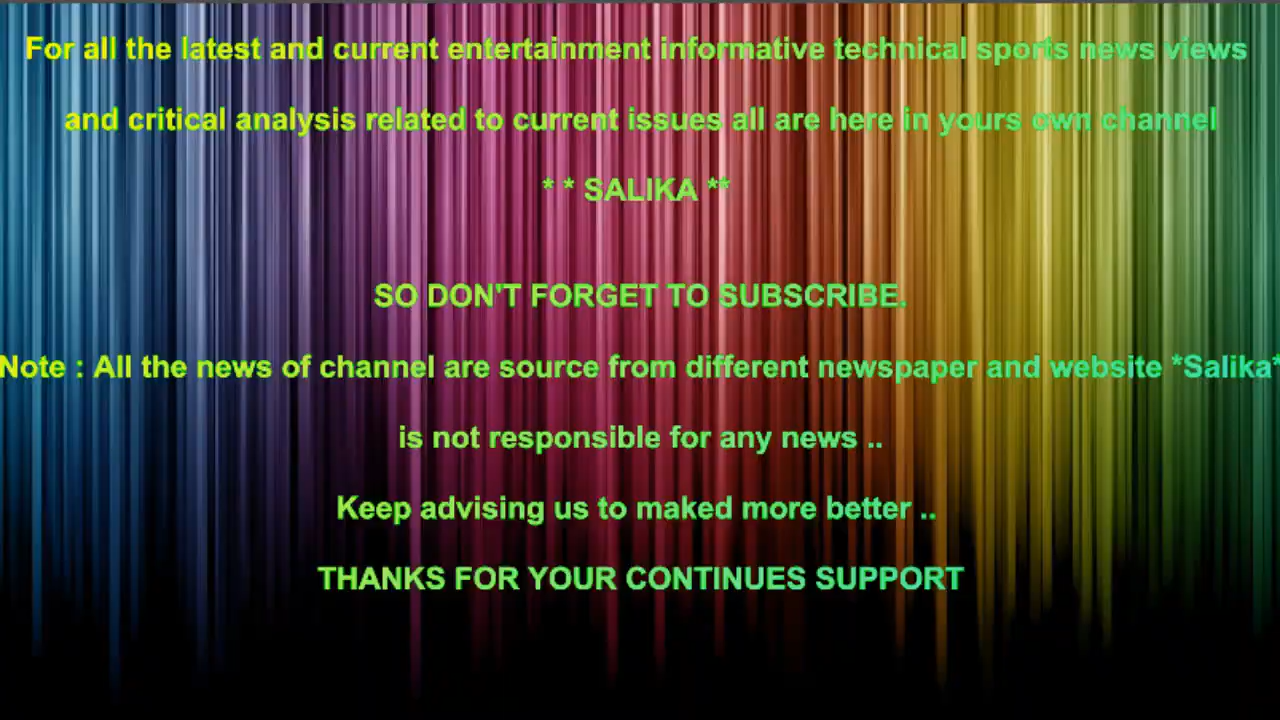 For all the latest and current entertainment informative technical sports news views
and critical analysis related to current issues all are here in yours own channel
* * SALIKA **
SO DON'T FORGET TO SUBSCRIBE.
Note : All the news of channel are source from different newspaper and website *Salika*
is not responsible for any news ..
Keep advising us to maked more better ..
THANKS FOR YOUR CONTINUES SUPPORT